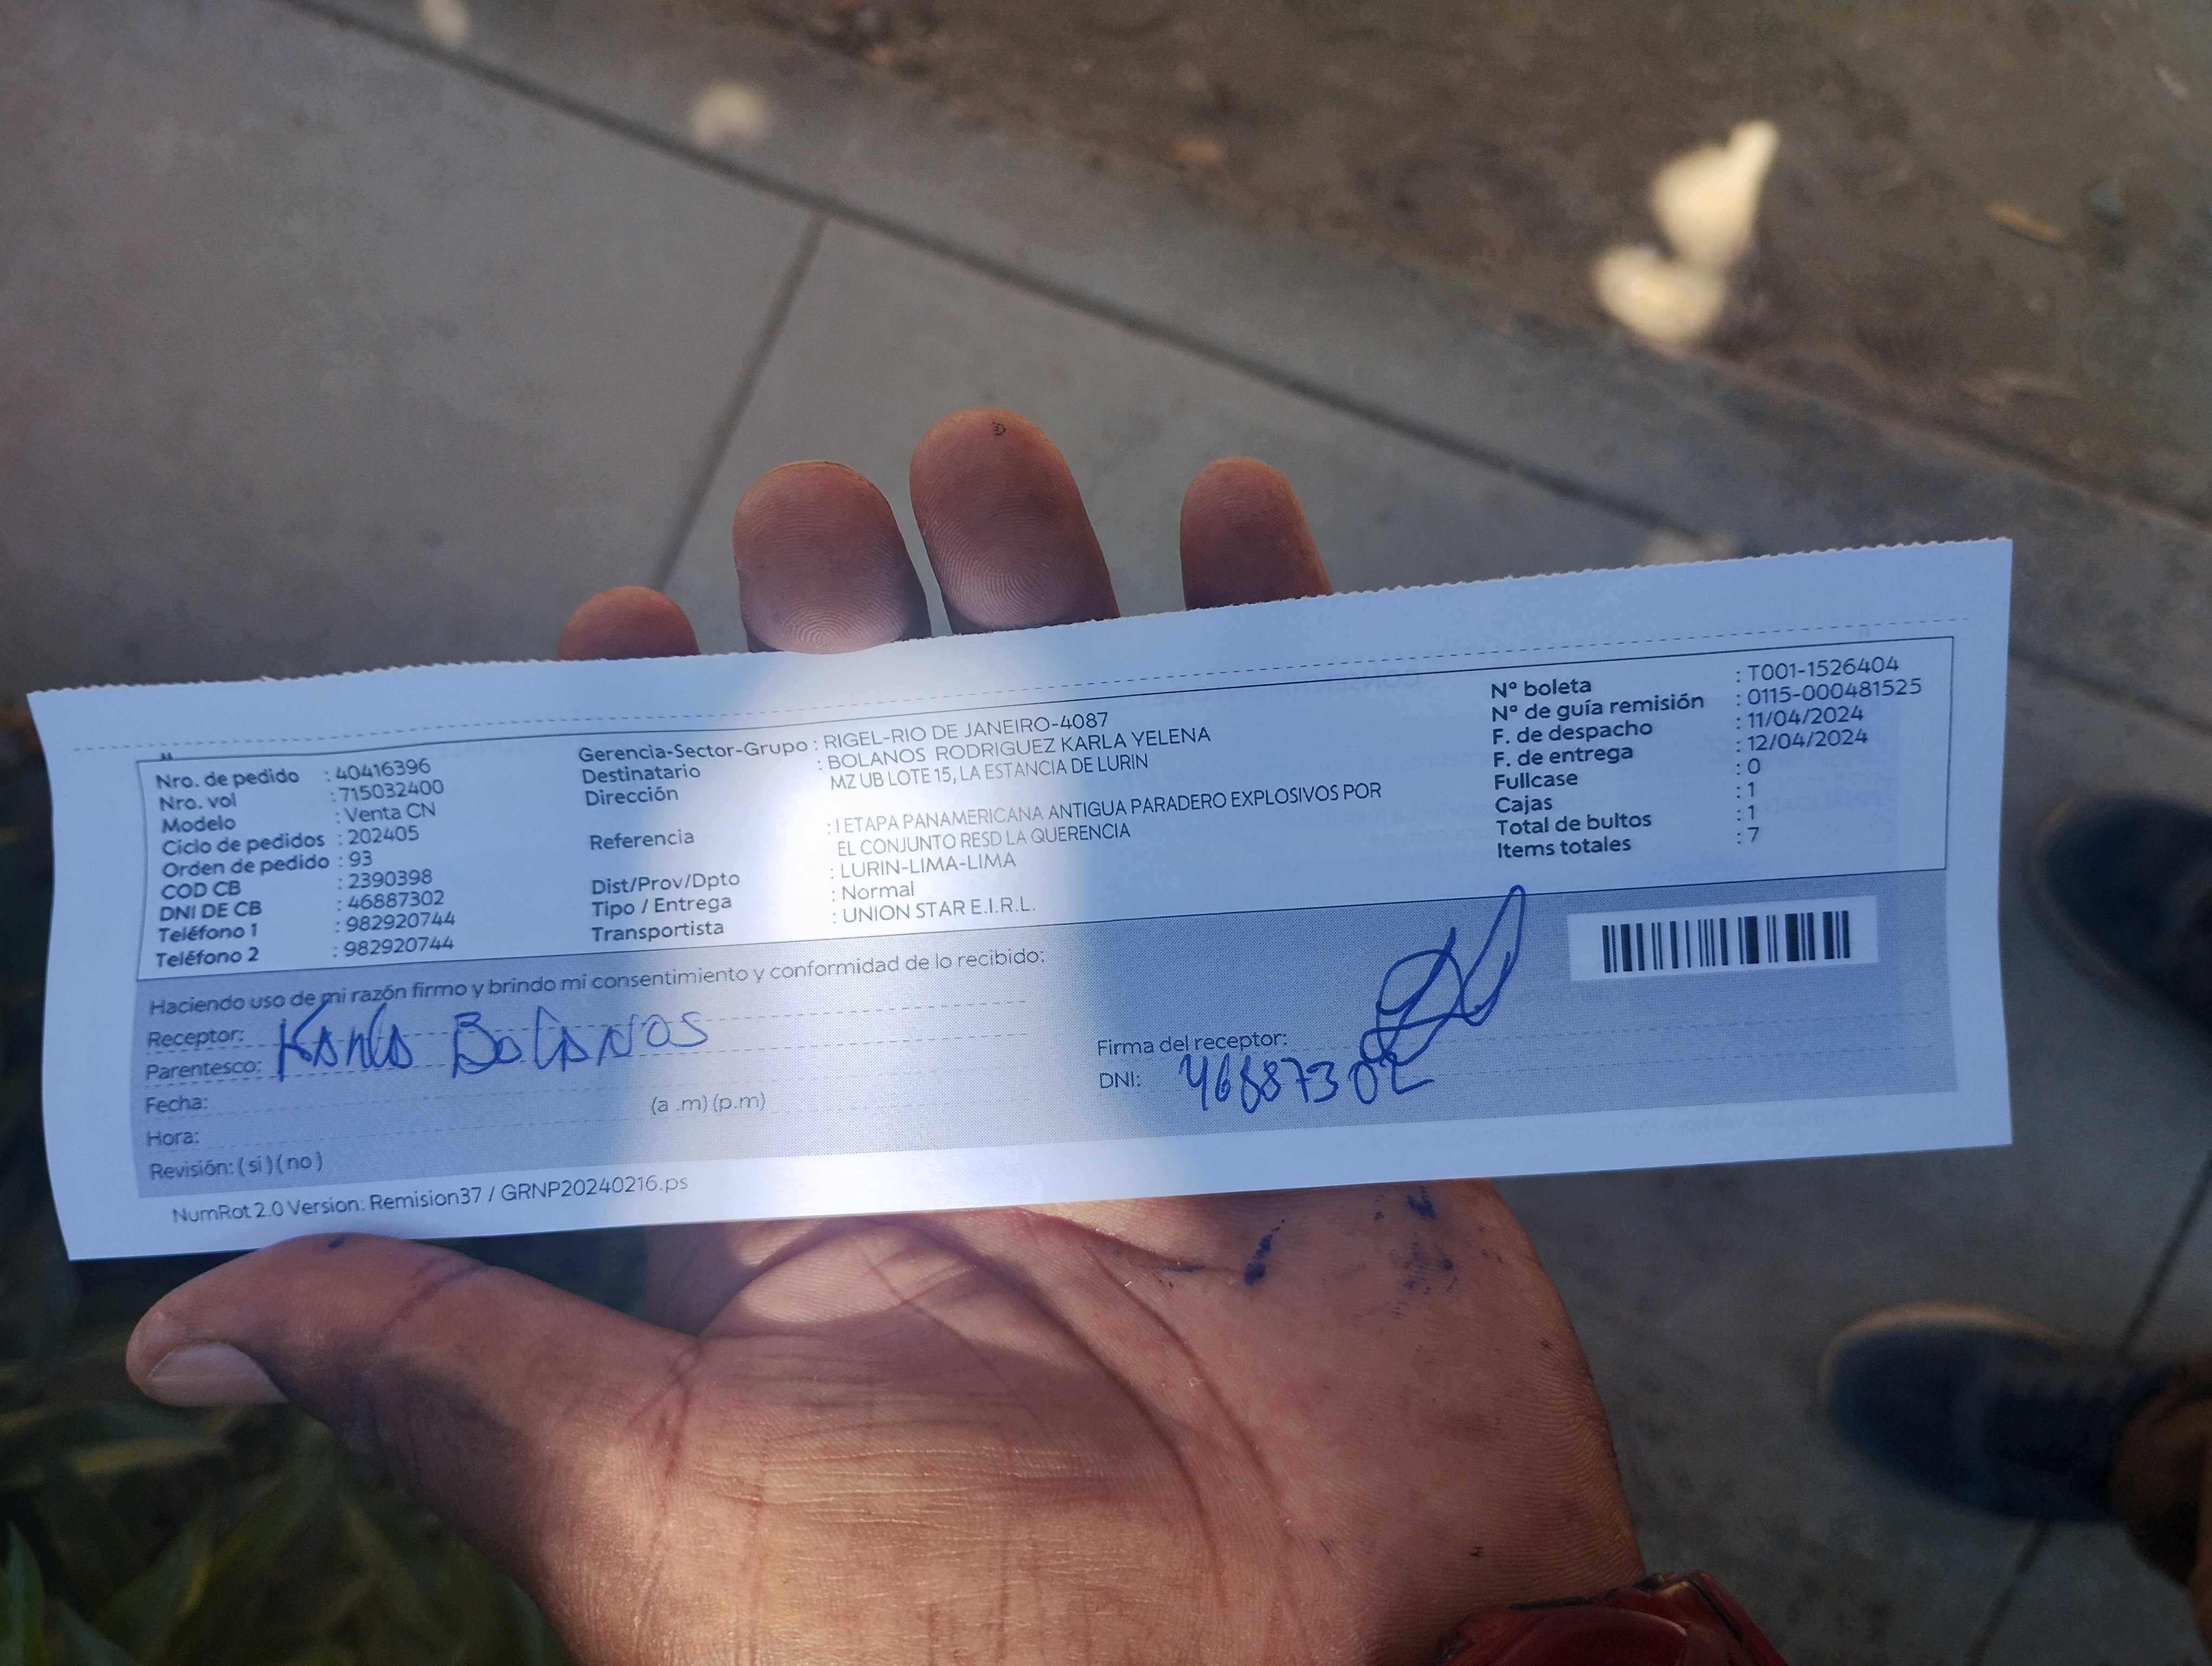 Nro. de pedido : 40416396
Nro. vol : 715032400
Modelo : Venta CN
Ciclo de pedidos : 202405
Orden de pedido : 93
COD CB : 2390398
DNI DE CB : 46887302
Teléfono 1 : 982920744
Teléfono 2 : 982920744
Gerencia-Sector-Grupo : RIGEL-RIO DE JANEIRO-4087
Destinatario : BOLANOS RODRIGUEZ KARLA YELENA
Dirección MZ UB LOTE 15, LA ESTANCIA DE LURIN
Referencia : I ETAPA PANAMERICANA ANTIGUA PARADERO EXPLOSIVOS POR
EL CONJUNTO RESD LA QUERENCIA
Dist/Prov/Dpto : LURIN-LIMA-LIMA
Tipo / Entrega : Normal
Transportista : UNION STAR E.I.R.L.
Nº boleta : T001-1526404
Nº de guía remisión : 0115-000481525
F. de despacho : 11/04/2024
F. de entrega : 12/04/2024
Fullcase : 0
Cajas : 1
Total de bultos : 1
Items totales : 7
Haciendo uso de mi razón firmo y brindo mi consentimiento y conformidad de lo recibido:
Receptor: Karla Bolanos
Parentesco:
Fecha:
Hora: (a .m) (p.m)
Revisión: ( si ) ( no )
Firma del receptor:
DNI: 46887302
NumRot 2.0 Version: Remision37 / GRNP20240216.ps